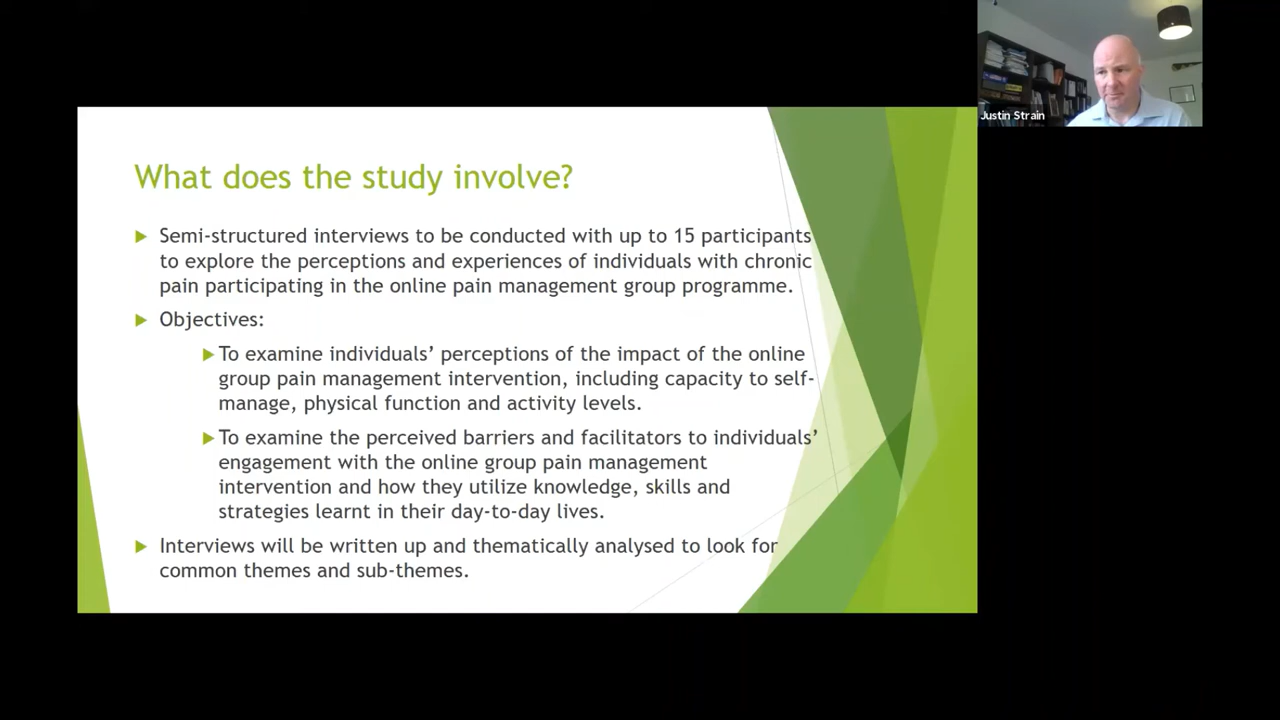 Justin Strain
What does the study involve?
Semi-structured interviews to be conducted with up to 15 participants
to explore the perceptions and experiences of individuals with chronic
pain participating in the online pain management group programme.
Objectives:
To examine individuals’ perceptions of the impact of the online
group pain management intervention, including capacity to self-
manage, physical function and activity levels.
To examine the perceived barriers and facilitators to individuals’
engagement with the online group pain management
intervention and how they utilize knowledge, skills and
strategies learnt in their day-to-day lives.
Interviews will be written up and thematically analysed to look for
common themes and sub-themes.